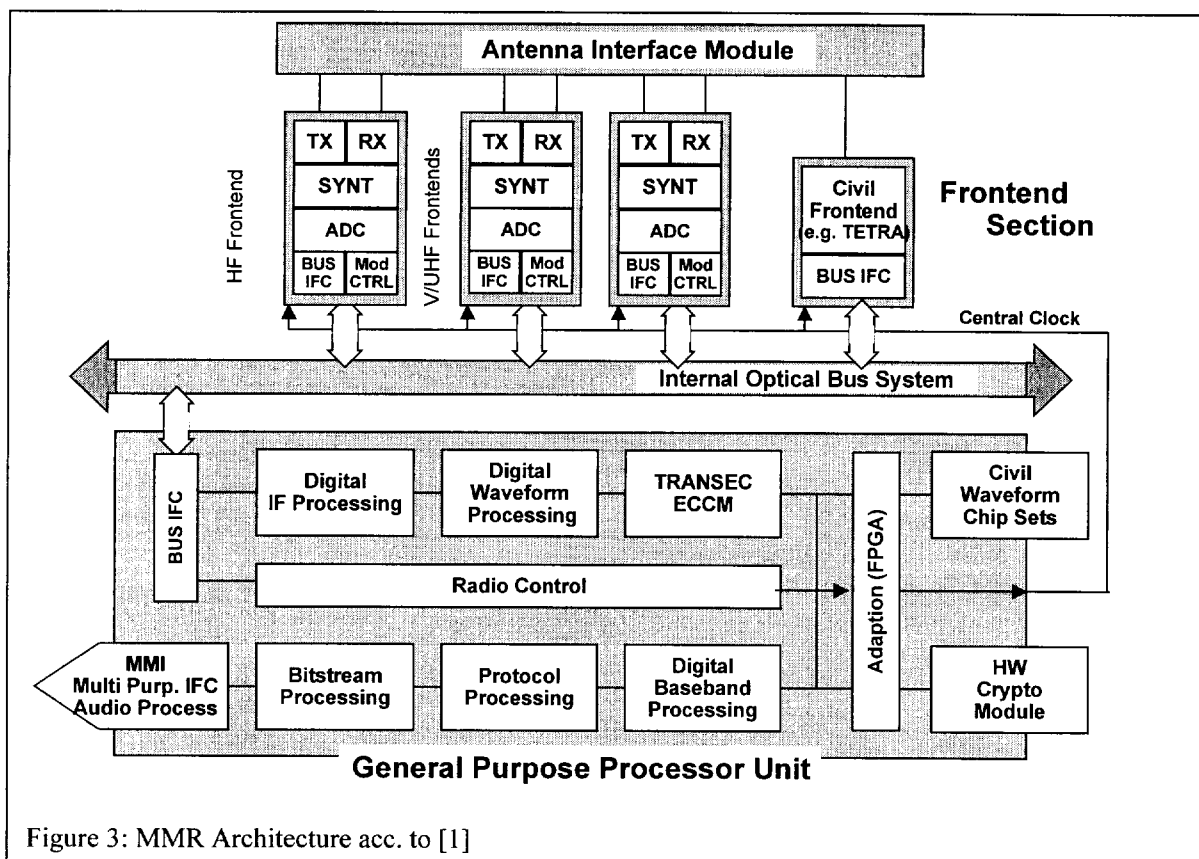 Antenna Interface Module
HF Frontend
TX
RX
SYNT
ADC
BUS
IFC
Mod
CTRL
V/UHF Frontends
TX
RX
SYNT
ADC
BUS
IFC
Mod
CTRL
TX
RX
SYNT
ADC
BUS
IFC
Mod
CTRL
Civil
Frontend
(e.g. TETRA)
BUS IFC
Frontend
Section
Central Clock
Internal Optical Bus System
BUS IFC
Digital
IF Processing
Digital
Waveform
Processing
TRANSEC
ECCM
Adaption (FPGA)
Civil
Waveform
Chip Sets
Radio Control
MMI
Multi Purp. IFC
Audio Process
Bitstream
Processing
Protocol
Processing
Digital
Baseband
Processing
HW
Crypto
Module
General Purpose Processor Unit
Figure 3: MMR Architecture acc. to [1]